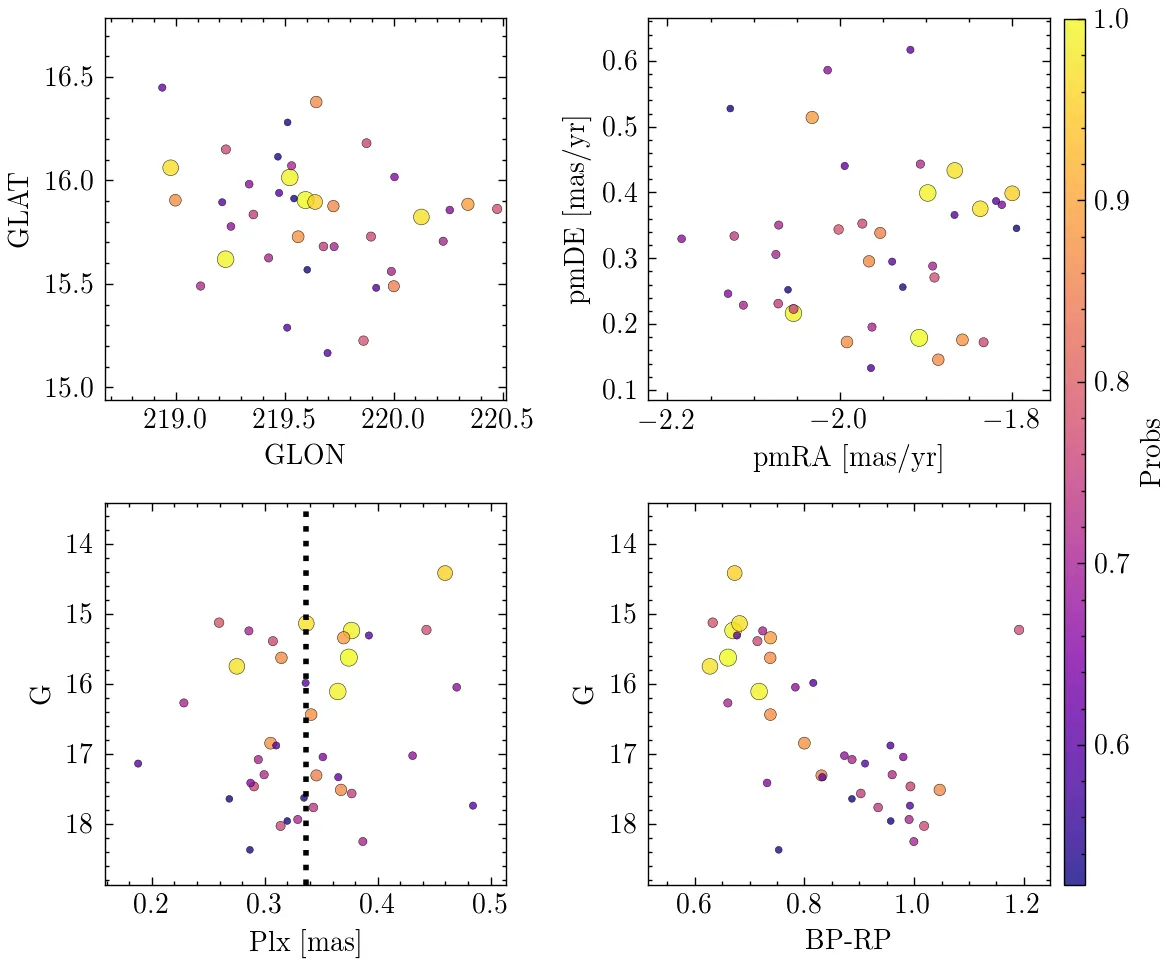 16.5
16.0
15.5
15.0
GLAT
219.0 219.5 220.0 220.5
GLON
0.6
0.5
0.4
0.3
0.2
0.1
pmDE [mas/yr]
−2.2 −2.0 −1.8
pmRA [mas/yr]
1.0
0.9
0.8
0.7
0.6
Probs
14
15
16
17
18
G
0.2 0.3 0.4 0.5
Plx [mas]
14
15
16
17
18
G
0.6 0.8 1.0 1.2
BP-RP